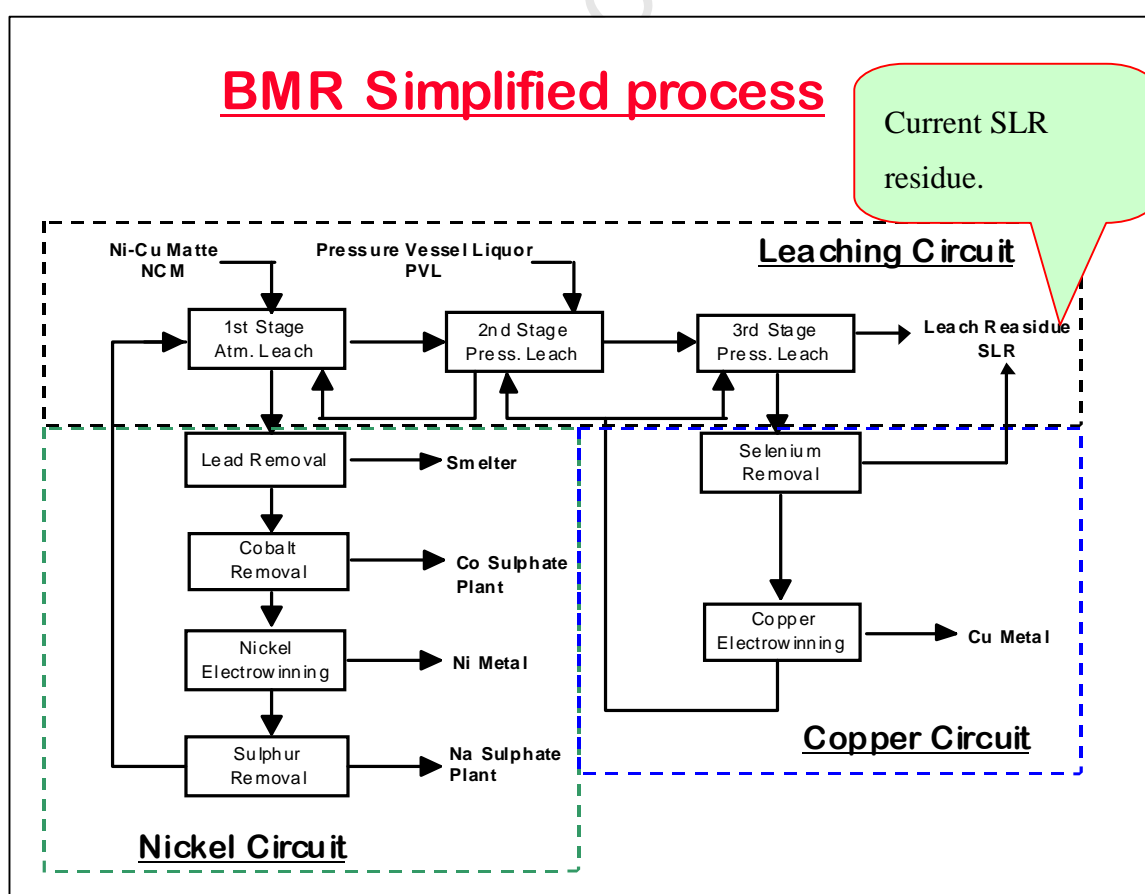 BMR Simplified process
Current SLR
residue.
Leaching Circuit
Ni-Cu Matte
NCM
Pressure Vessel Liquor
PVL
1st Stage
Atm. Leach
2nd Stage
Press. Leach
3rd Stage
Press. Leach
Leach Reasidue
SLR
Lead Removal
Smelter
Selenium
Removal
Cobalt
Removal
Co Sulphate
Plant
Nickel
Electrowinning
Ni Metal
Copper
Electrowinning
Cu Metal
Sulphur
Removal
Na Sulphate
Plant
Copper Circuit
Nickel Circuit